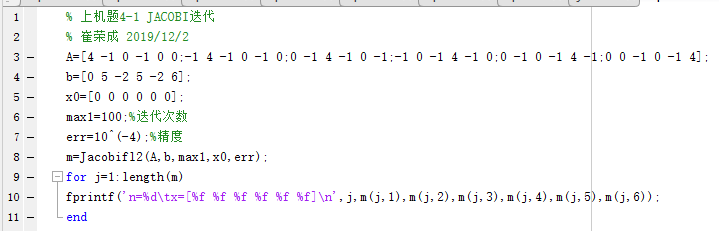 1 % 上机题4-1 JACOBI迭代
2 % 崔荣成 2019/12/2
3 A=[4 -1 0 -1 0 0;-1 4 -1 0 -1 0;0 -1 4 -1 0 -1;-1 0 -1 4 -1 0;0 -1 0 -1 4 -1;0 0 -1 0 -1 4];
4 b=[0 5 -2 5 -2 6];
5 x0=[0 0 0 0 0 0];
6 max1=100;%迭代次数
7 err=10^(-4);%精度
8 m=Jacobifl2(A,b,max1,x0,err);
9 for j=1:length(m)
10 fprintf('n=%d\tx=[%f %f %f %f %f %f]\n',j,m(j,1),m(j,2),m(j,3),m(j,4),m(j,5),m(j,6));
11 end